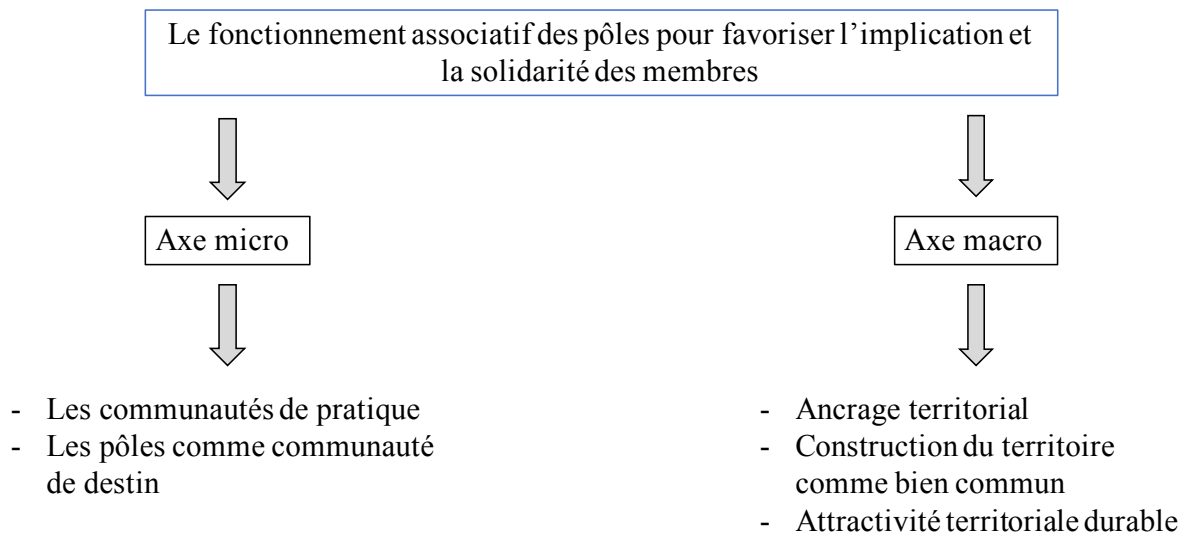 Le fonctionnement associatif des pôles pour favoriser l’implication et
la solidarité des membres
Axe micro
Axe macro
- Les communautés de pratique
- Les pôles comme communauté
de destin
- Ancrage territorial
- Construction du territoire
comme bien commun
- Attractivité territoriale durable